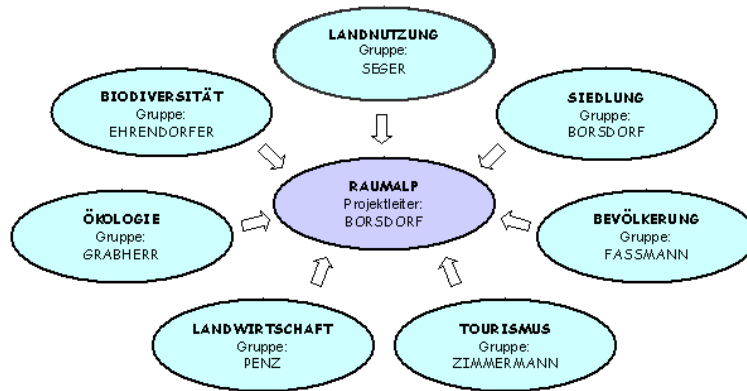 LANDNUTZUNG
Gruppe:
SEGER
BIODIVERSITÄT
Gruppe:
EHRENDORFER
SIEDLUNG
Gruppe:
BORSDORF
RAUMALP
Projektleiter:
BORSDORF
ÖKOLOGIE
Gruppe:
GRABHERR
BEVÖLKERUNG
Gruppe:
FASSMANN
LANDWIRTSCHAFT
Gruppe:
PENZ
TOURISMUS
Gruppe:
ZIMMERMANN